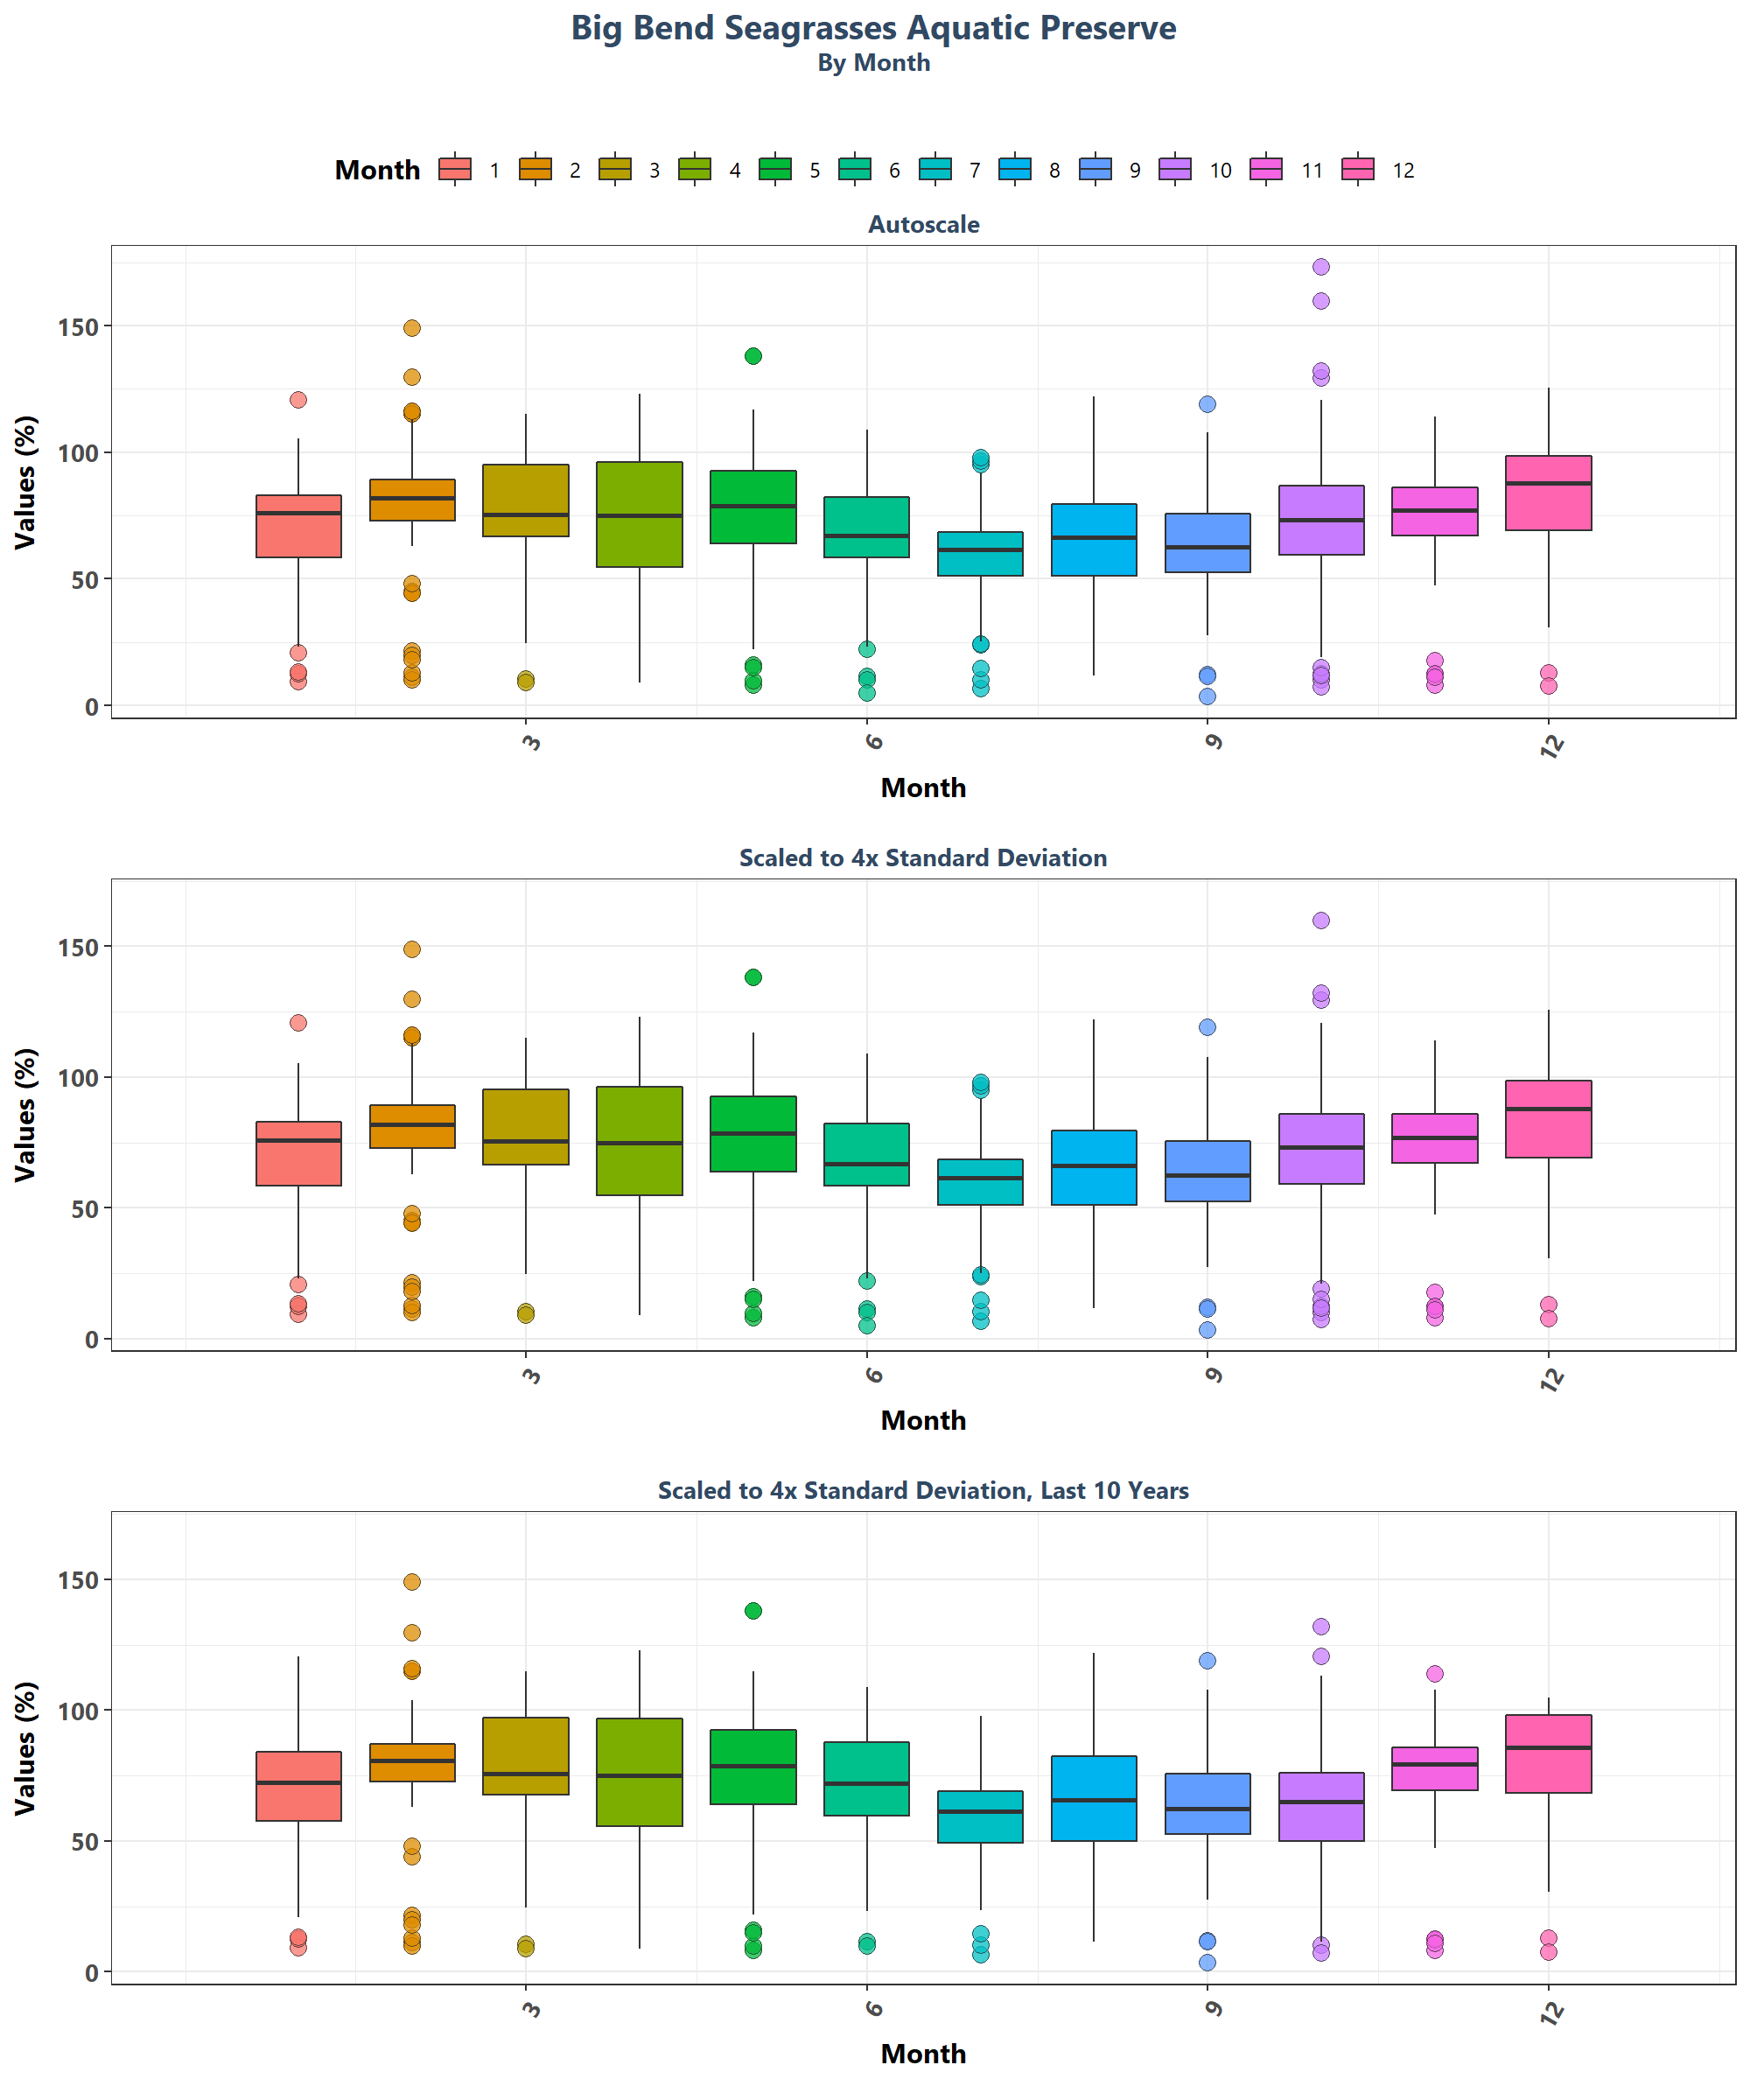 Big Bend Seagrasses Aquatic Preserve
By Month
Month 1 2 3 4 5 6 7 8 9 10 11 12
Autoscale
Values (%)
150
100
50
0
3 6 9 12
Month
Scaled to 4x Standard Deviation
Values (%)
150
100
50
0
3 6 9 12
Month
Scaled to 4x Standard Deviation, Last 10 Years
Values (%)
150
100
50
0
3 6 9 12
Month